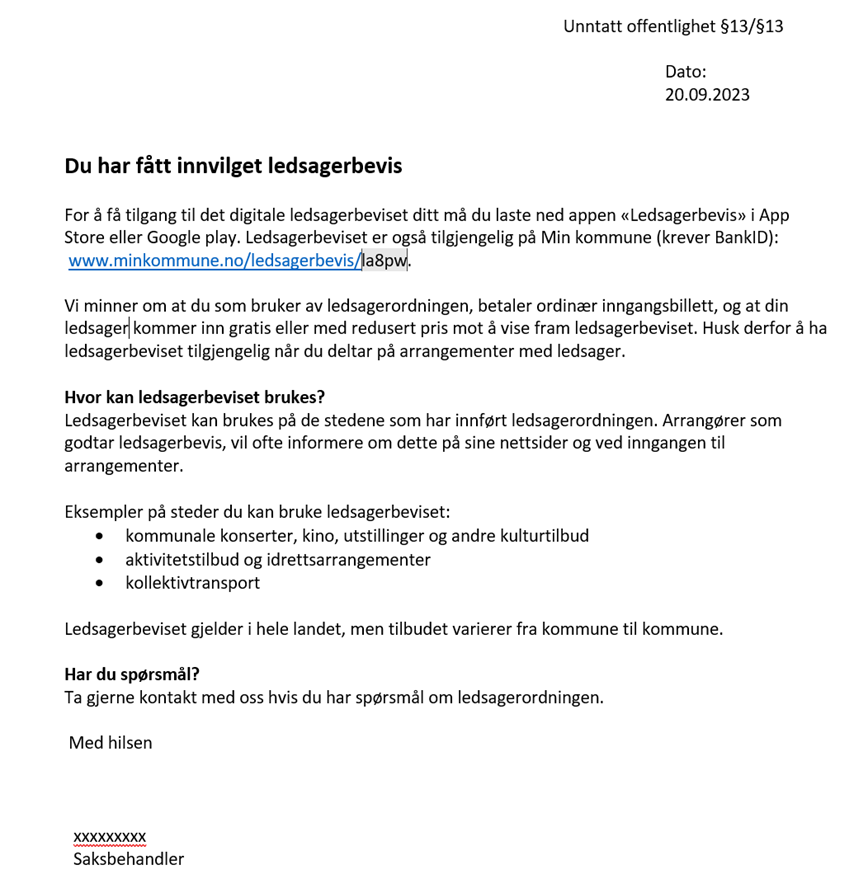 Unntatt offentlighet §13/§13
Dato:
20.09.2023
Du har fått innvilget ledsagerbevis
For å få tilgang til det digitale ledsagerbeviset ditt må du laste ned appen «Ledsagerbevis» i App
Store eller Google play. Ledsagerbeviset er også tilgjengelig på Min kommune (krever BankID):
www.minkommune.no/ledsagerbevis/la8pw.
Vi minner om at du som bruker av ledsagerordningen, betaler ordinær inngangsbillett, og at din
ledsager kommer inn gratis eller med redusert pris mot å vise fram ledsagerbeviset. Husk derfor å ha
ledsagerbeviset tilgjengelig når du deltar på arrangementer med ledsager.
Hvor kan ledsagerbeviset brukes?
Ledsagerbeviset kan brukes på de stedene som har innført ledsagerordningen. Arrangører som
godtar ledsagerbevis, vil ofte informere om dette på sine nettsider og ved inngangen til
arrangementer.
Eksempler på steder du kan bruke ledsagerbeviset:
• kommunale konserter, kino, utstillinger og andre kulturtilbud
• aktivitetstilbud og idrettsarrangementer
• kollektivtransport
Ledsagerbeviset gjelder i hele landet, men tilbudet varierer fra kommune til kommune.
Har du spørsmål?
Ta gjerne kontakt med oss hvis du har spørsmål om ledsagerordningen.
Med hilsen
xxxxxxxxx
Saksbehandler